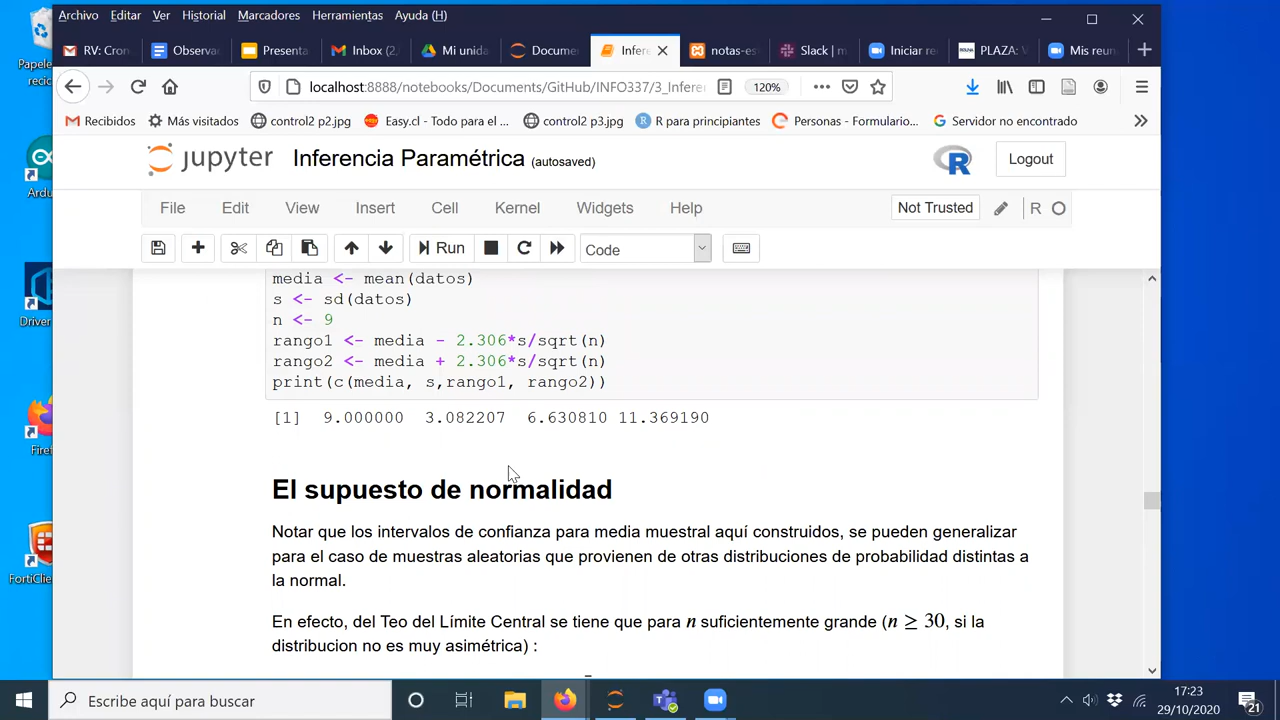 Archivo Editar Ver Historial Marcadores Herramientas Ayuda (H)
RV: Cron Observar Presenta Inbox (2, Mi unida Docume Infere notas-es Slack | m Iniciar re PLAZA: V Mis reun
localhost:8888/notebooks/Documents/GitHub/INFO337/3_Infere 120%
Recibidos Más visitados control2 p2.jpg Easy.cl - Todo para el ... control2 p3.jpg R para principiantes Personas - Formulario... Servidor no encontrado
jupyter Inferencia Paramétrica (autosaved) Logout
File Edit View Insert Cell Kernel Widgets Help Not Trusted R
Run Code
media <- mean(datos)
s <- sd(datos)
n <- 9
rango1 <- media - 2.306*s/sqrt(n)
rango2 <- media + 2.306*s/sqrt(n)
print(c(media, s,rango1, rango2))
[1] 9.000000 3.082207 6.630810 11.369190
El supuesto de normalidad
Notar que los intervalos de confianza para media muestral aquí construidos, se pueden generalizar
para el caso de muestras aleatorias que provienen de otras distribuciones de probabilidad distintas a
la normal.
En efecto, del Teo del Límite Central se tiene que para n suficientemente grande (n ≥ 30, si la
distribucion no es muy asimétrica) :
Papele
recic
Ardu
Driver
Firef
FortiClie
Escribe aquí para buscar
17:23
29/10/2020
21